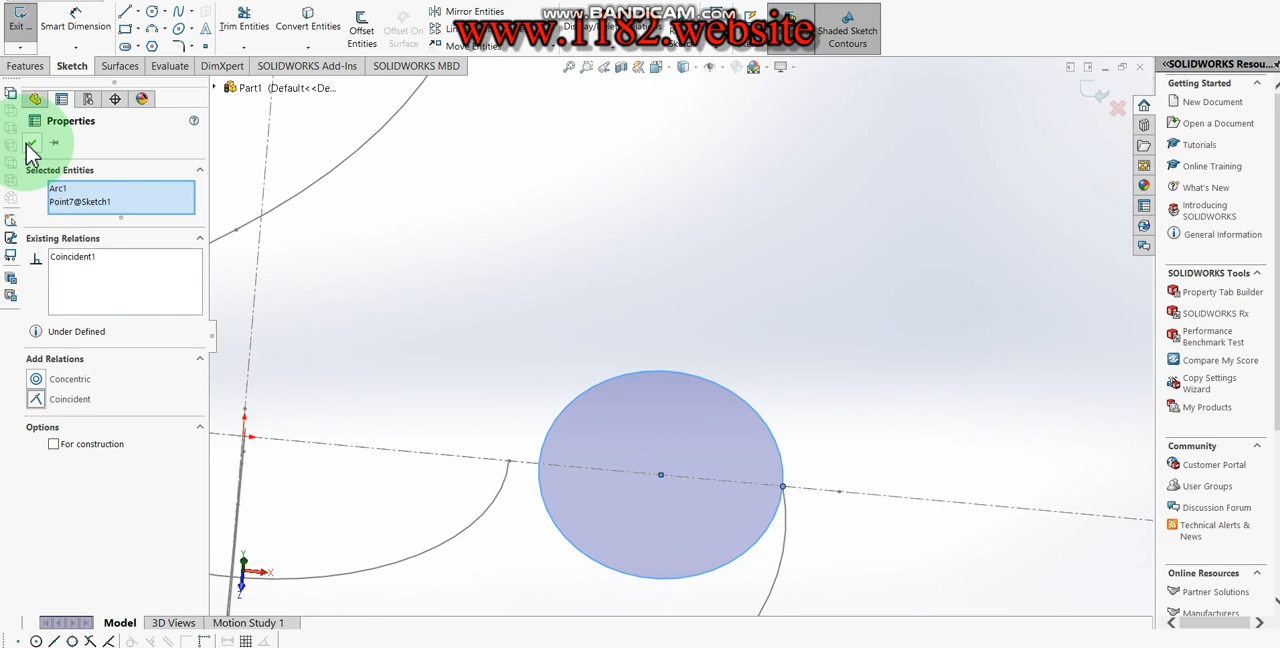 www.BANDICAM.com
www.1182.website
Exit ...
Smart Dimension
Trim Entities
Convert Entities
Offset Entities
Offset On Surface
Mirror Entities
Move Entities
Shaded Sketch Contours
Features
Sketch
Surfaces
Evaluate
DimXpert
SOLIDWORKS Add-Ins
SOLIDWORKS MBD
Part1 (Default<<De...
Properties
Selected Entities
Arc1
Point7@Sketch1
Existing Relations
Coincident1
Under Defined
Add Relations
Concentric
Coincident
Options
For construction
Y
X
Z
Model
3D Views
Motion Study 1
SOLIDWORKS Resou...
Getting Started
New Document
Open a Document
Tutorials
Online Training
What's New
Introducing SOLIDWORKS
General Information
SOLIDWORKS Tools
Property Tab Builder
SOLIDWORKS Rx
Performance Benchmark Test
Compare My Score
Copy Settings Wizard
My Products
Community
Customer Portal
User Groups
Discussion Forum
Technical Alerts & News
Online Resources
Partner Solutions
Manufacturers